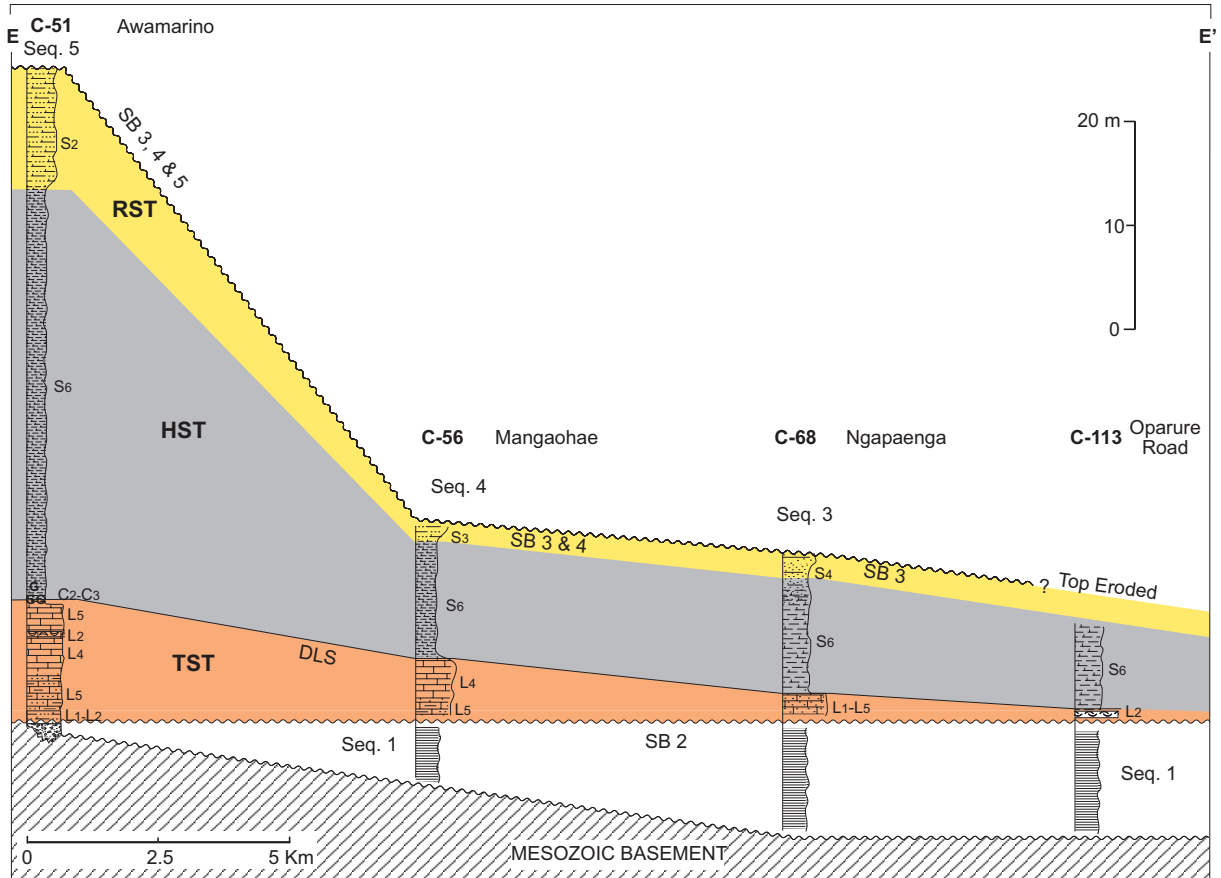 C-51 Awamarino
E
E'
Seq. 5
SB 3, 4 & 5
20 m
10
0
S2
RST
S6
HST
C-56 Mangaohae
C-68 Ngapaenga
C-113 Oparure
Road
Seq. 4
Seq. 3
S3
SB 3 & 4
S4
SB 3
? Top Eroded
S6
S6
S6
C2-C3
L5
L2
L4
L5
L1-L2
TST
DLS
L4
L5
L1-L5
L2
Seq. 1
SB 2
Seq. 1
0 2.5 5 Km
MESOZOIC BASEMENT